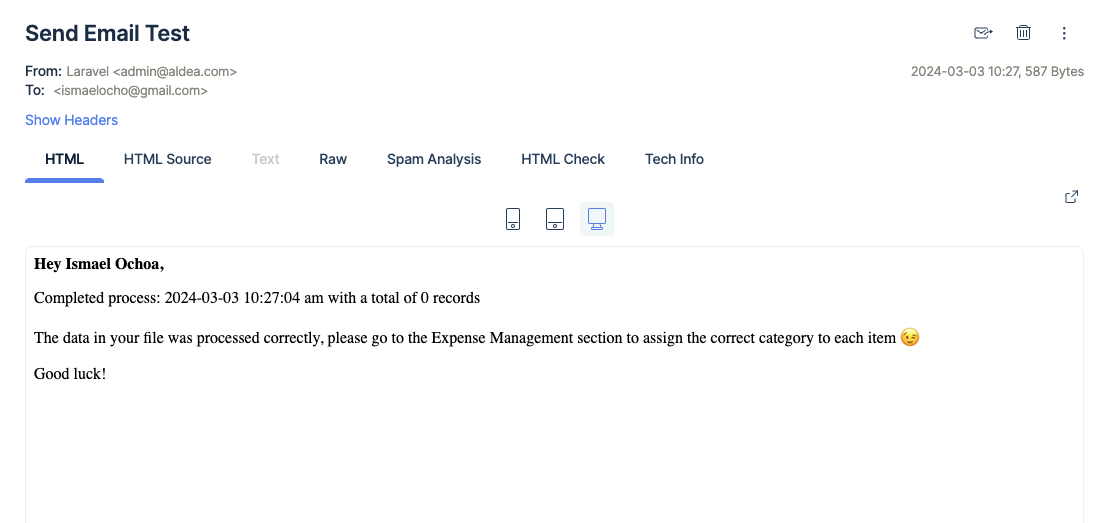 Send Email Test
From: Laravel <admin@aldea.com>
2024-03-03 10:27, 587 Bytes
To: <ismaelocho@gmail.com>
Show Headers
HTML HTML Source Text Raw Spam Analysis HTML Check Tech Info
Hey Ismael Ochoa,
Completed process: 2024-03-03 10:27:04 am with a total of 0 records
The data in your file was processed correctly, please go to the Expense Management section to assign the correct category to each item 😉
Good luck!